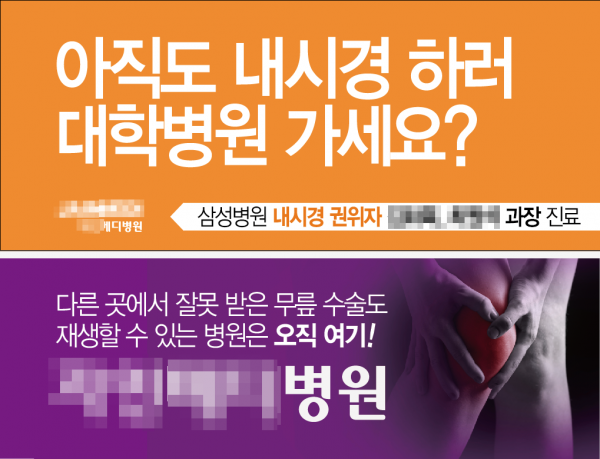 아직도 내시경 하러
대학병원 가세요?
메디병원
삼성병원 내시경 권위자 과장 진료
다른 곳에서 잘못 받은 무릎 수술도
재생할 수 있는 병원은 오직 여기!
병원